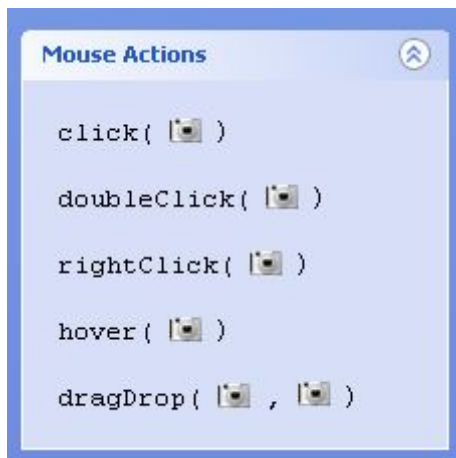 Mouse Actions
click( )
doubleClick( )
rightClick( )
hover( )
dragDrop( , )